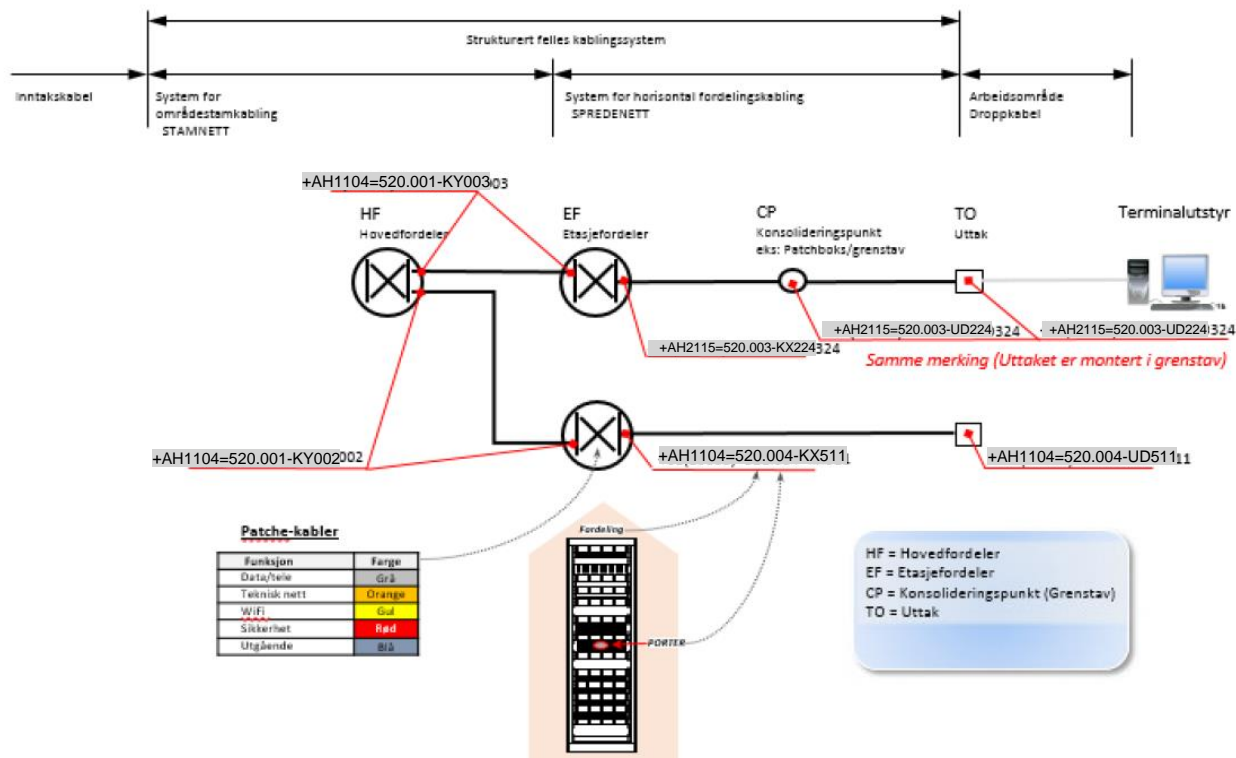 Strukturert felles kablingssystem
Inntakskabel
System for
områdestamkabling
STAMNETT
System for horisontal fordelingskabling
SPREDENETT
Arbeidsområde
Droppkabel
+AH1104=520.001-KY003
HF
Hovedfordeler
EF
Etasjefordeler
CP
Konsolideringspunkt
eks: Patchboks/grenstav
TO
Uttak
Terminalutstyr
+AH2115=520.003-KX224324
+AH2115=520.003-UD224
+AH2115=520.003-UD224
Samme merking (Uttaket er montert i grenstav)
+AH1104=520.001-KY002
+AH1104=520.004-KX511
+AH1104=520.004-UD511
Patche-kabler
Funksjon Farge
Data/tele Grå
Teknisk nett Orange
WiFi Gul
Sikkerhet Rød
Utgående Blå
Fordeling
PORTER
HF = Hovedfordeler
EF = Etasjefordeler
CP = Konsolideringspunkt (Grenstav)
TO = Uttak